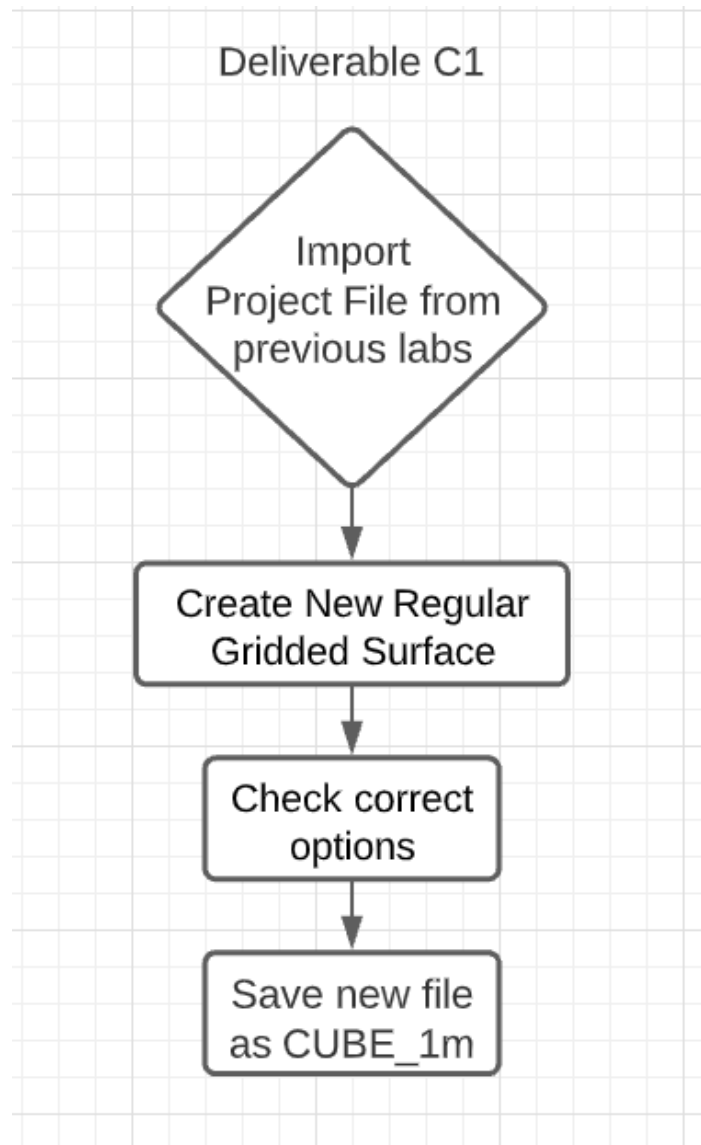 Deliverable C1
Import
Project File from
previous labs
Create New Regular
Gridded Surface
Check correct
options
Save new file
as CUBE_1m